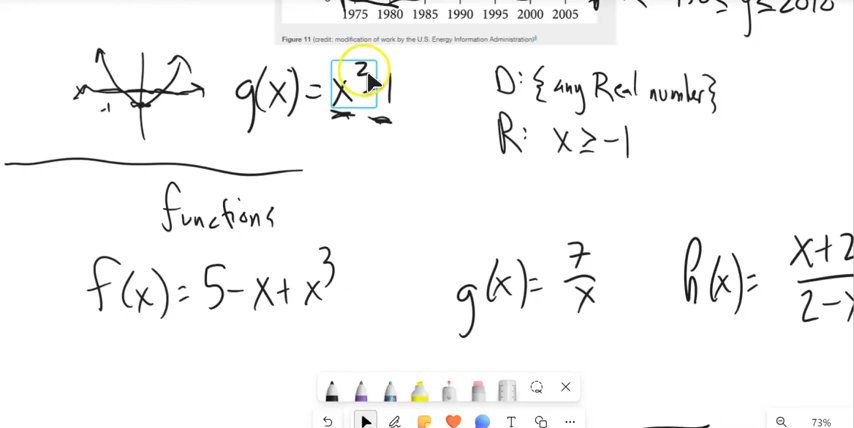 1975 1980 1985 1990 1995 2000 2005
Figure 11 (credit: modification of work by the U.S. Energy Information Administration)
-1
g(x) = x² - 1
D: {any Real number}
R: x ≥ -1
functions
f(x) = 5 - x + x³
g(x) = 7/x
h(x) = x+2/2-x
73%